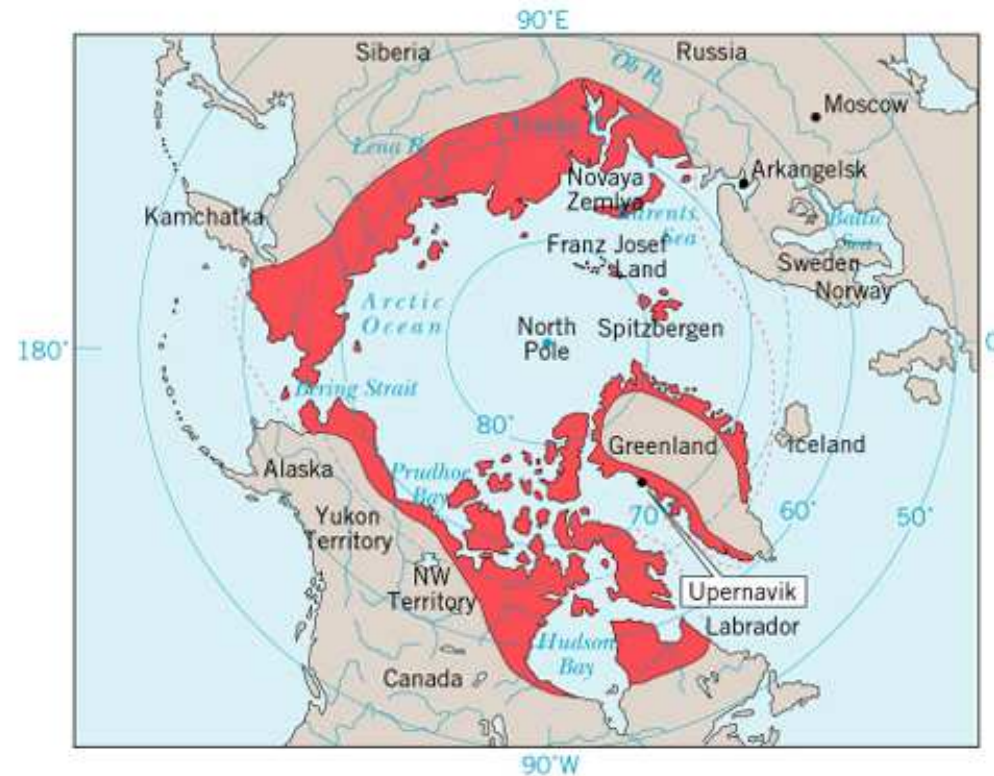 90˚E
Siberia
Russia
Ob R.
Moscow
Lena R.
Arkangelsk
Novaya
Zemlya
Kamchatka
Barents
Sea
Baltic
Sea
Franz Josef
Land
Sweden
Norway
Arctic
Ocean
North
Pole
Spitzbergen
180˚
0
Bering Strait
80˚
Greenland
Iceland
Alaska
Prudhoe
Bay
70˚
60˚
50˚
Yukon
Territory
NW
Territory
Upernavik
Labrador
Hudson
Bay
Canada
90˚W